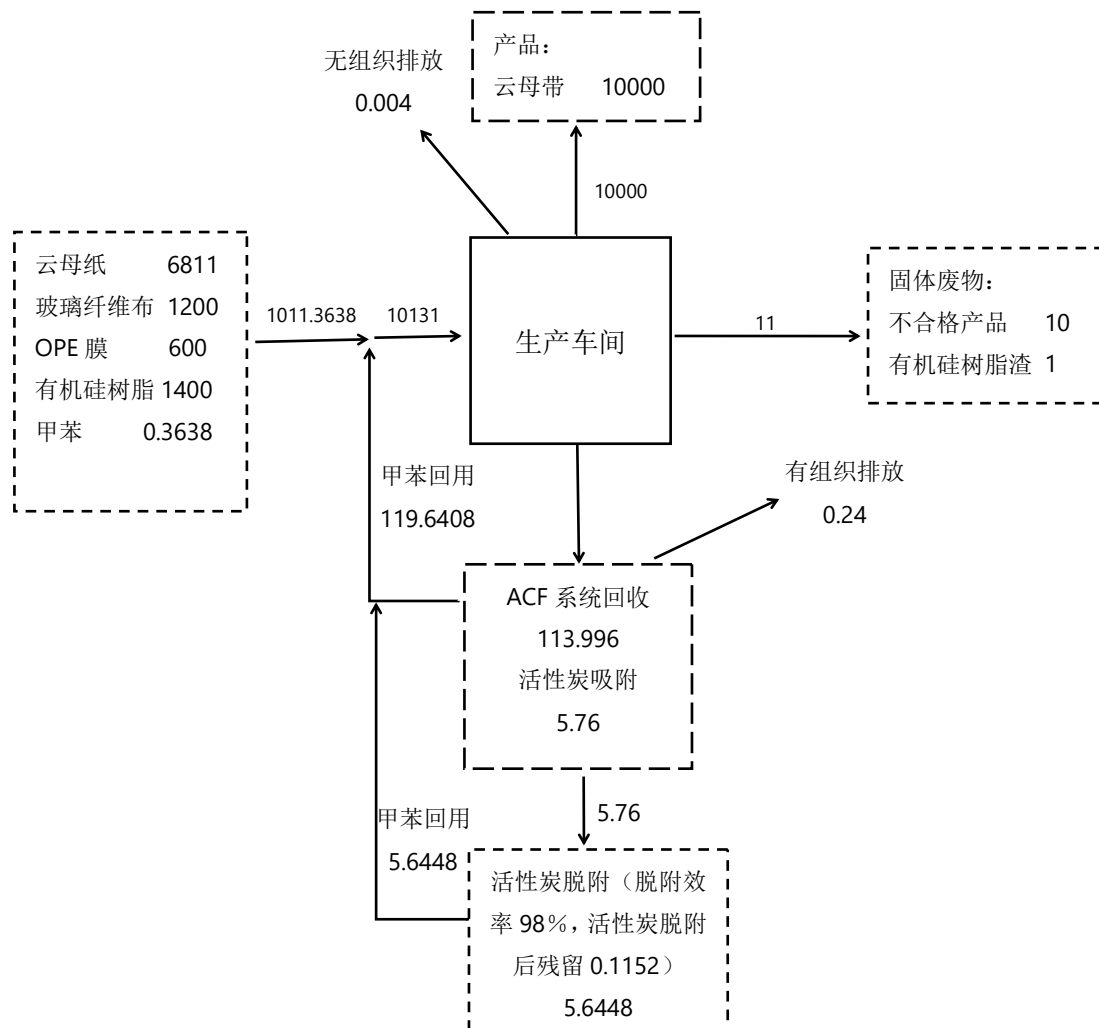 产品：
云母带 10000
无组织排放
0.004
10000
云母纸 6811
玻璃纤维布 1200
OPE 膜 600
有机硅树脂 1400
甲苯 0.3638
1011.3638
10131
生产车间
11
固体废物：
不合格产品 10
有机硅树脂渣 1
甲苯回用
119.6408
有组织排放
0.24
ACF 系统回收
113.996
活性炭吸附
5.76
5.76
甲苯回用
5.6448
活性炭脱附（脱附效
率 98%，活性炭脱附
后残留 0.1152）
5.6448